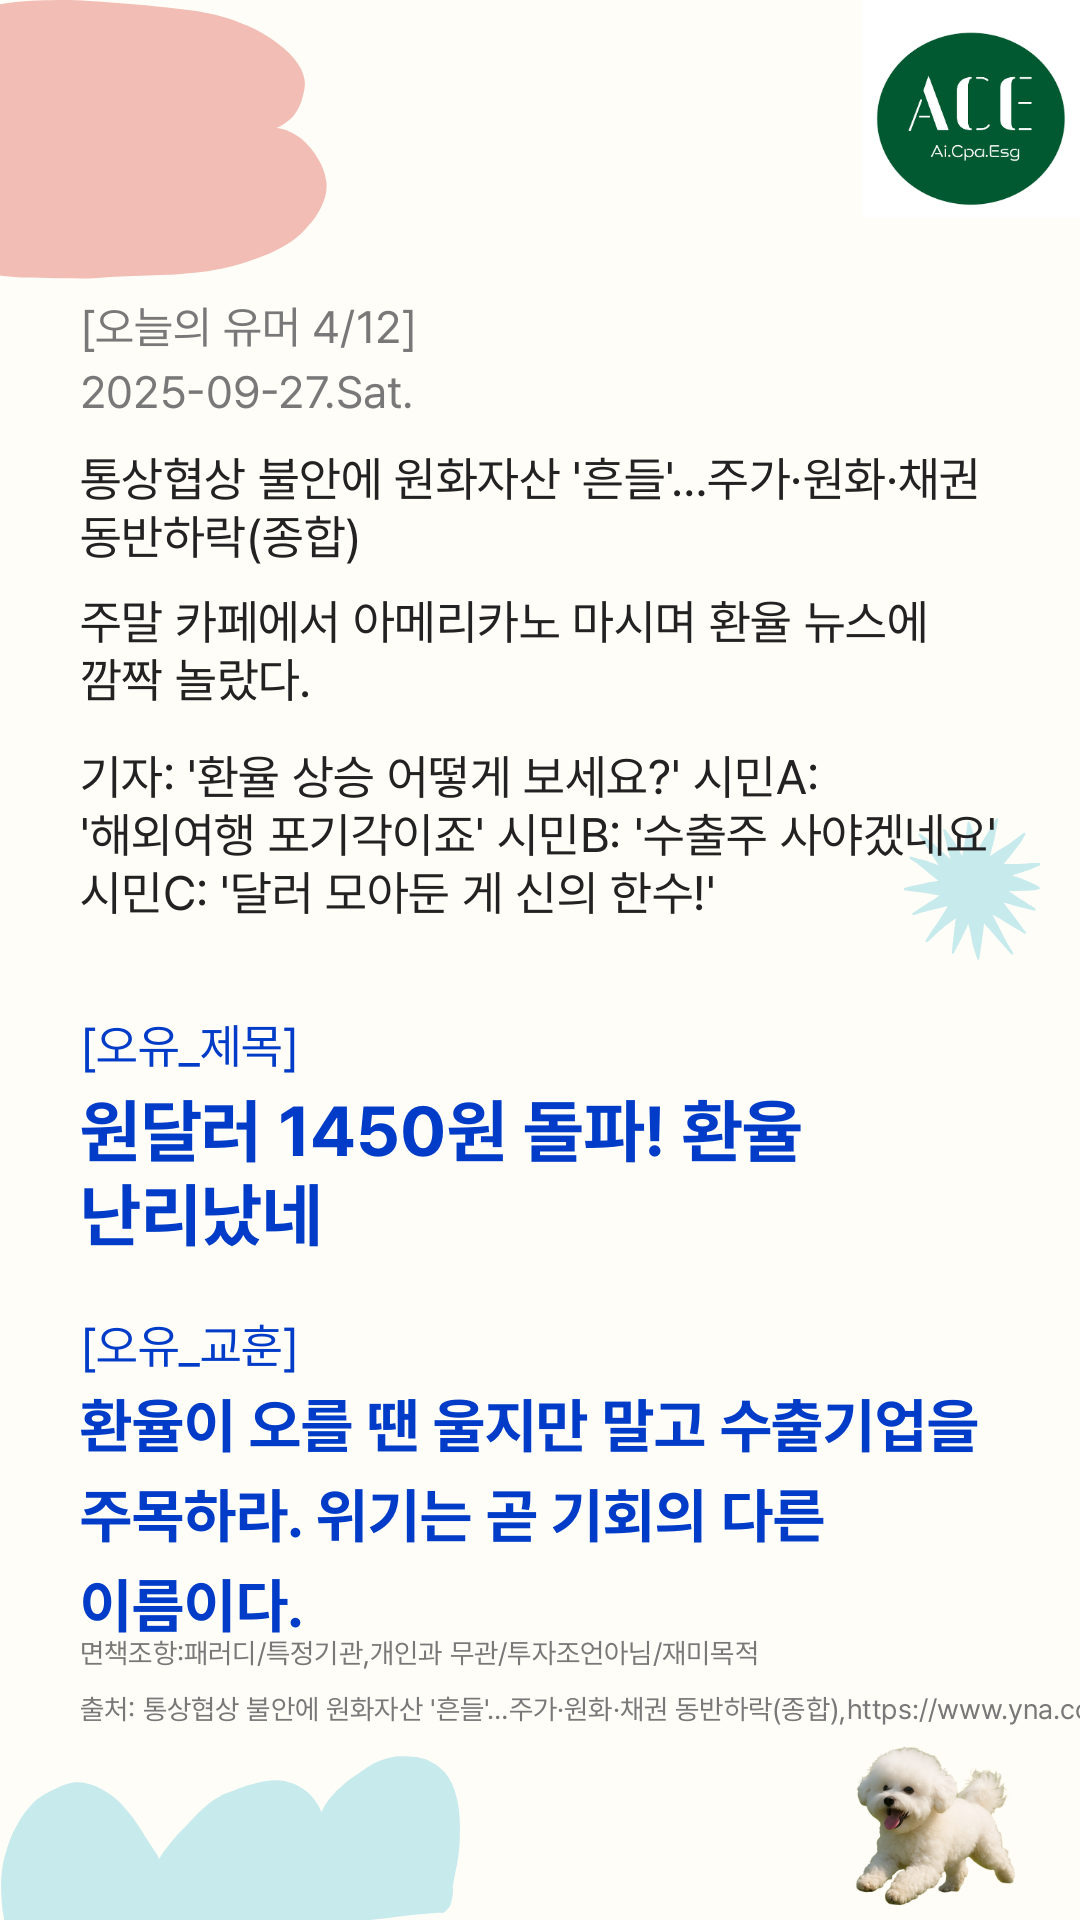 ACE
Ai.Cpa.Esg
[오늘의 유머 4/12]
2025-09-27.Sat.
통상협상 불안에 원화자산 '흔들'…주가·원화·채권
동반하락(종합)
주말 카페에서 아메리카노 마시며 환율 뉴스에
깜짝 놀랐다.
기자: '환율 상승 어떻게 보세요?' 시민A:
'해외여행 포기각이죠' 시민B: '수출주 사야겠네요'
시민C: '달러 모아둔 게 신의 한수!'
[오유_제목]
원달러 1450원 돌파! 환율
난리났네
[오유_교훈]
환율이 오를 땐 울지만 말고 수출기업을
주목하라. 위기는 곧 기회의 다른
이름이다.
면책조항:패러디/특정기관,개인과 무관/투자조언아님/재미목적
출처: 통상협상 불안에 원화자산 '흔들'…주가·원화·채권 동반하락(종합),https://www.yna.co